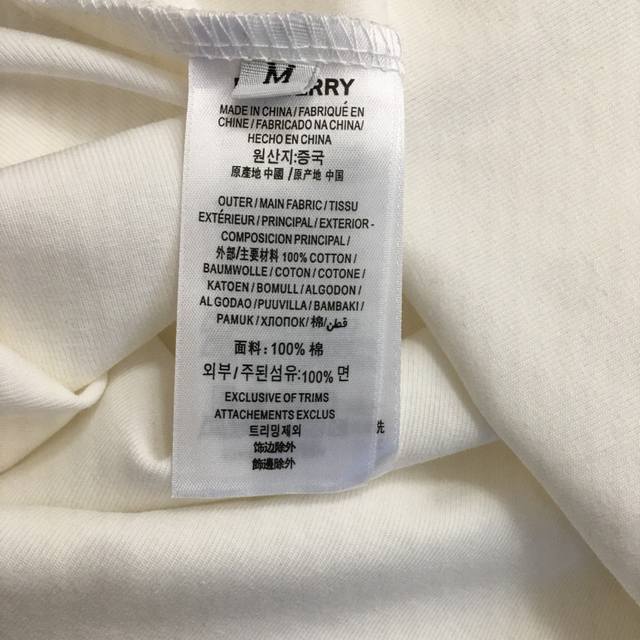 M
MADE IN CHINA / FABRIQUÉ EN
CHINE / FABRICADO NA CHINA /
HECHO EN CHINA
원산지:중국
原產地 中國 /原产地 中国
OUTER / MAIN FABRIC / TISSU
EXTÉRIEUR / PRINCIPAL / EXTERIOR -
COMPOSICION PRINCIPAL /
外部/主要材料 100% COTTON /
BAUMWOLLE / COTON / COTONE /
KATOEN / BOMULL / ALGODON /
ALGODAO / PUUVILLA / BAMBAKI /
PAMUK / ХЛОПОК/ 棉/قطن
面料: 100% 棉
외부 / 주된섬유: 100% 면
EXCLUSIVE OF TRIMS
ATTACHEMENTS EXCLUS
트리밍제외
饰边除外
飾邊除外
洗